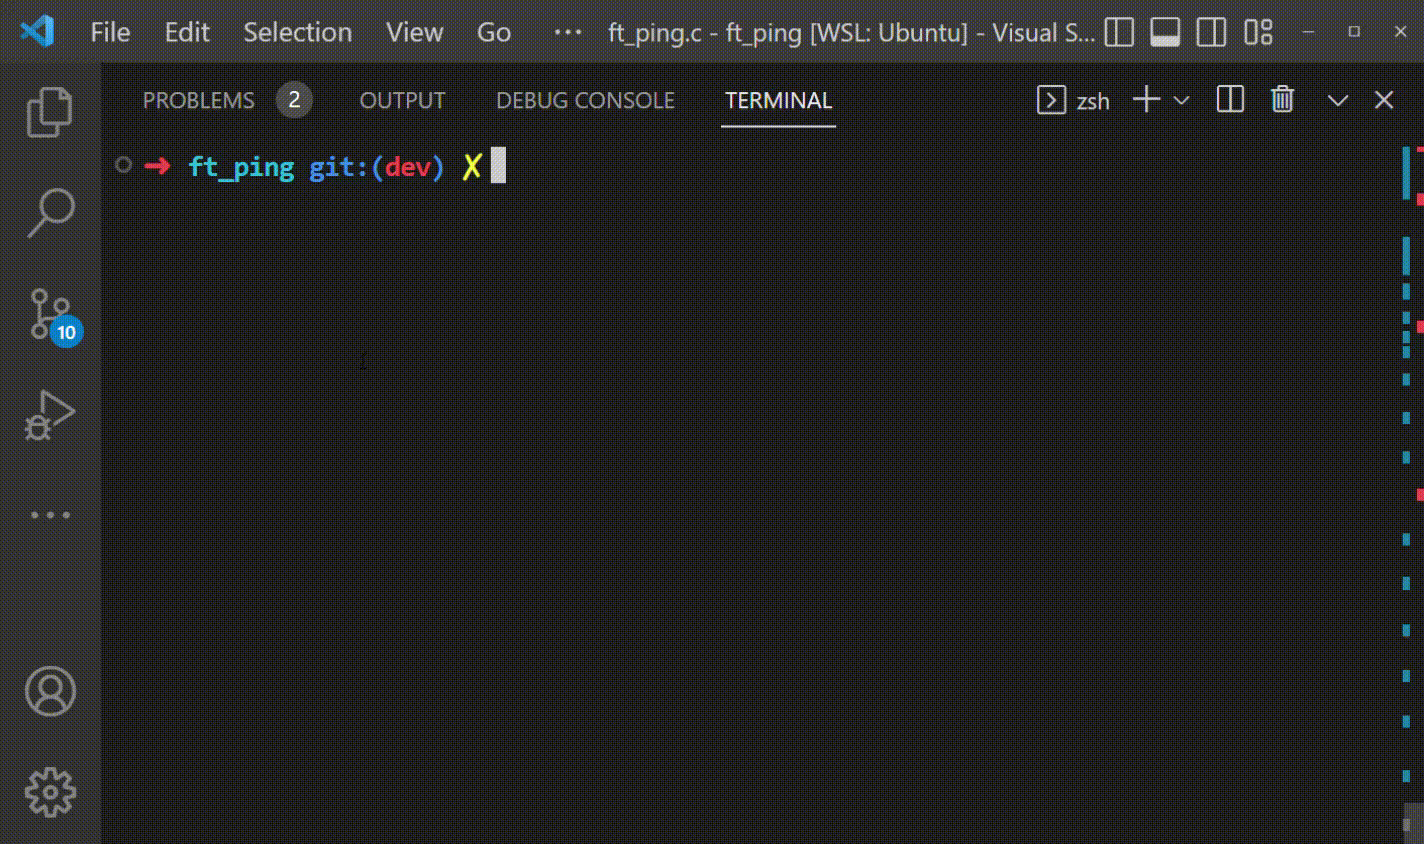 File Edit Selection View Go ··· ft_ping.c - ft_ping [WSL: Ubuntu] - Visual S...
PROBLEMS 2 OUTPUT DEBUG CONSOLE TERMINAL zsh
➜ ft_ping git:(dev) ✗
10